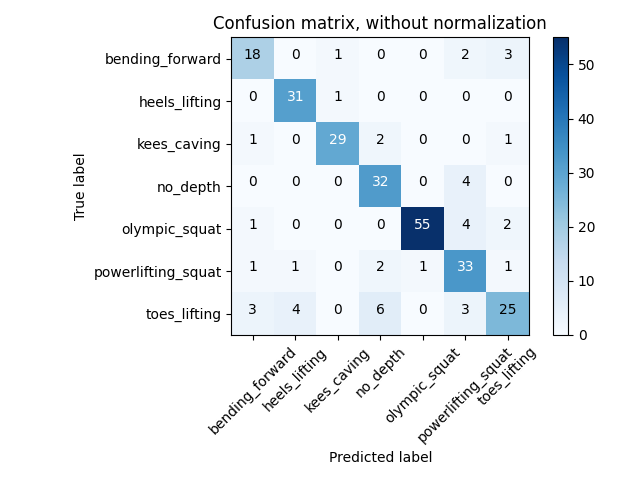 Confusion matrix, without normalization
True label
bending_forward 18 0 1 0 0 2 3
heels_lifting 0 31 1 0 0 0 0
kees_caving 1 0 29 2 0 0 1
no_depth 0 0 0 32 0 4 0
olympic_squat 1 0 0 0 55 4 2
powerlifting_squat 1 1 0 2 1 33 1
toes_lifting 3 4 0 6 0 3 25
bending_forward
heels_lifting
kees_caving
no_depth
olympic_squat
powerlifting_squat
toes_lifting
Predicted label
50
40
30
20
10
0